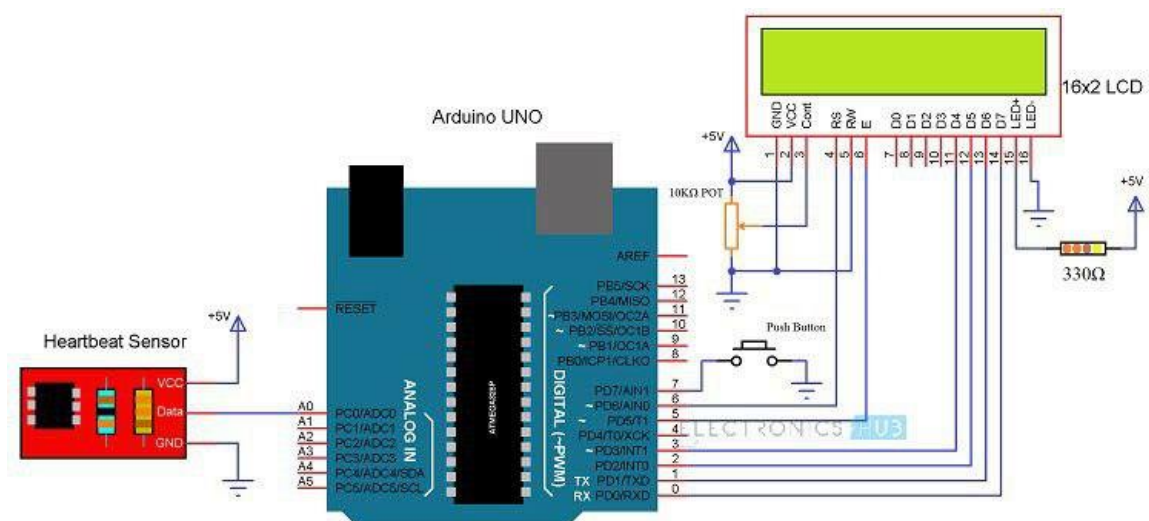 16x2 LCD
GND
VCC
Cont
RS
RW
E
D0
D1
D2
D3
D4
D5
D6
D7
LED+
LED-
1
2
3
4
5
6
7
8
9
10
11
12
13
14
15
16
+5V
10KΩ POT
+5V
330Ω
Arduino UNO
AREF
PB5/SCK 13
PB4/MISO 12
~PB3/MOSI/OC2A 11
~ PB2/SS/OC1B 10
~ PB1/OC1A 9
PB0/ICP1/CLKO 8
PD7/AIN1 7
~ PD6/AIN0 6
~ PD5/T1 5
PD4/T0/XCK 4
~ PD3/INT1 3
PD2/INT0 2
TX PD1/TXD 1
RX PD0/RXD 0
RESET
ATMEGA328P
DIGITAL (~PWM)
ANALOG IN
A0 PC0/ADC0
A1 PC1/ADC1
A2 PC2/ADC2
A3 PC3/ADC3
A4 PC4/ADC4/SDA
A5 PC5/ADC5/SCL
Push Button
ELECTRONICS HUB
+5V
Heartbeat Sensor
VCC
Data
GND